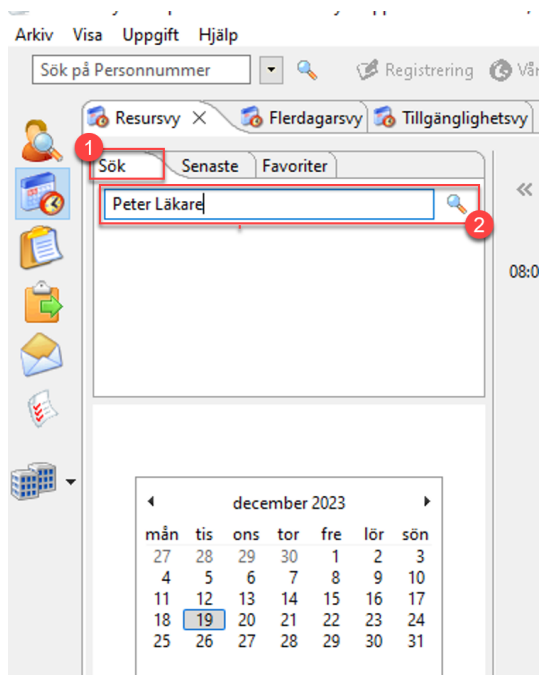 Arkiv Visa Uppgift Hjälp
Sök på Personnummer Registrering
Resursvy Flerdagarsvy Tillgänglighetsvy
1
Sök Senaste Favoriter
Peter Läkare
2
08:0
december 2023
mån tis ons tor fre lör sön
27 28 29 30 1 2 3
4 5 6 7 8 9 10
11 12 13 14 15 16 17
18 19 20 21 22 23 24
25 26 27 28 29 30 31